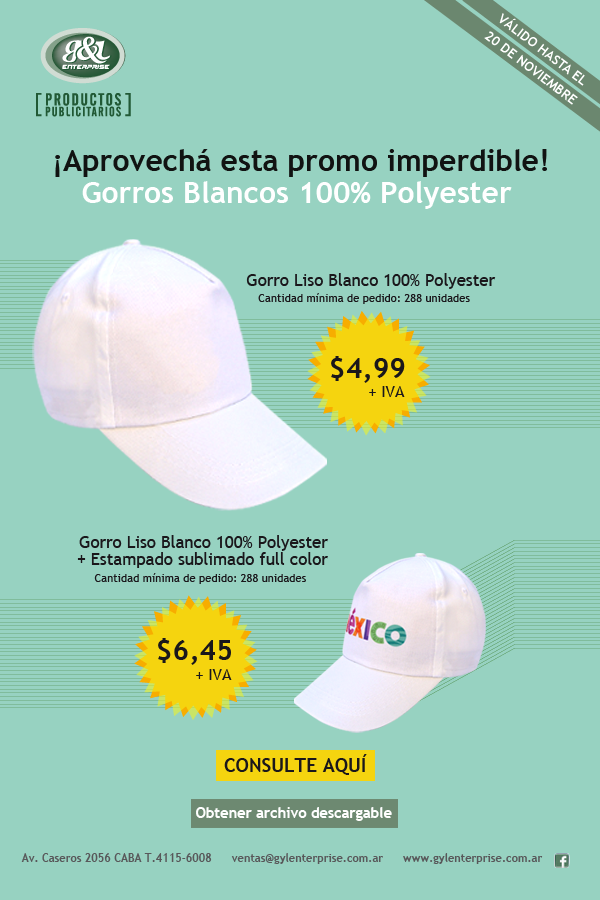 g&l
ENTERPRISE
[PRODUCTOS
PUBLICITARIOS]
VÁLIDO HASTA EL
20 DE NOVIEMBRE
¡Aprovechá esta promo imperdible!
Gorros Blancos 100% Polyester
Gorro Liso Blanco 100% Polyester
Cantidad mínima de pedido: 288 unidades
$4,99
+ IVA
Gorro Liso Blanco 100% Polyester
+ Estampado sublimado full color
Cantidad mínima de pedido: 288 unidades
$6,45
+ IVA
éxico
CONSULTE AQUÍ
Obtener archivo descargable
Av. Caseros 2056 CABA T.4115-6008 ventas@gylenterprise.com.ar www.gylenterprise.com.ar f